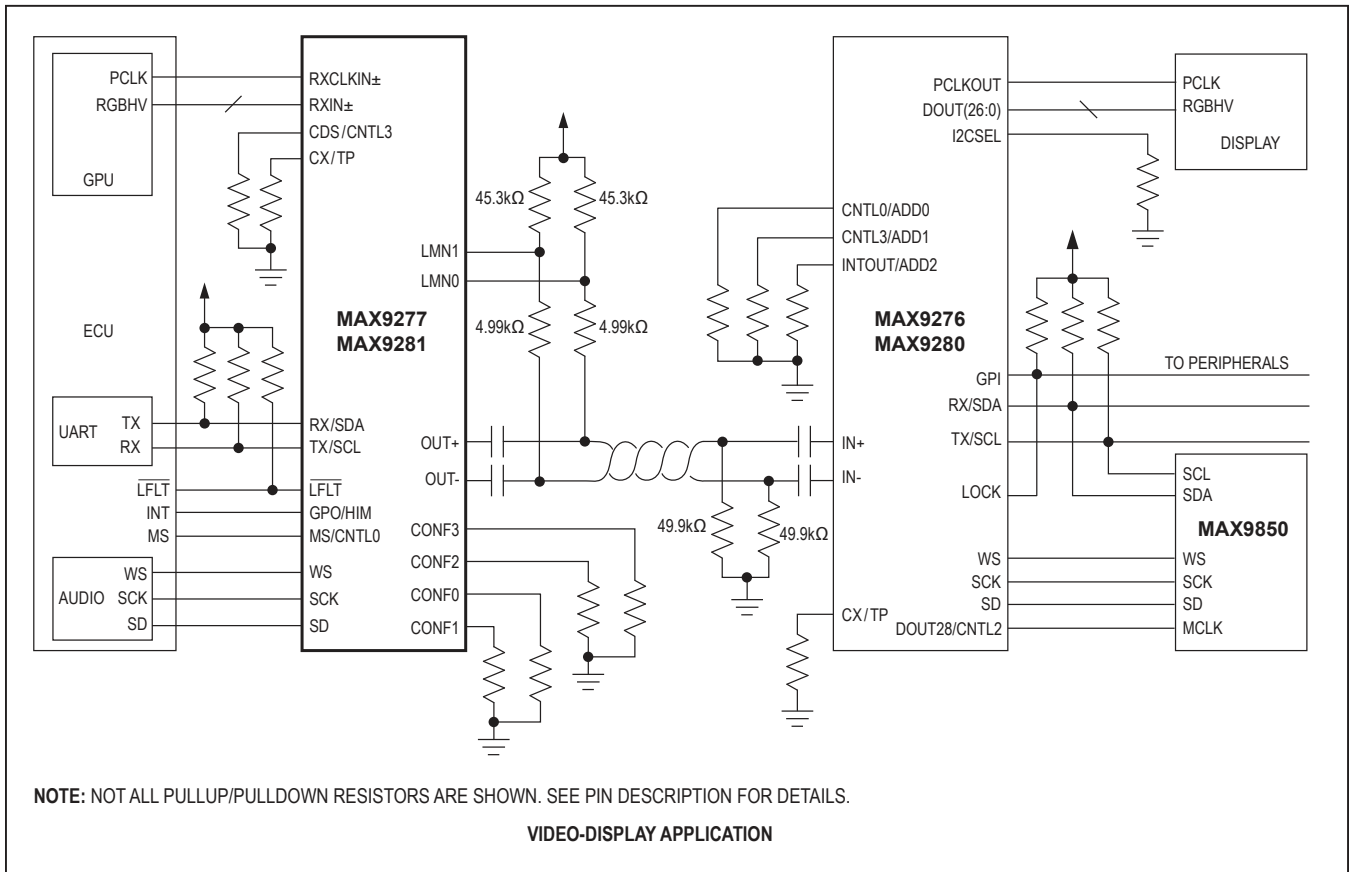 PCLK
RGBHV
GPU
ECU
UART
TX
RX
LFLT
INT
MS
AUDIO
WS
SCK
SD
RXCLKIN±
RXIN±
CDS/CNTL3
CX/TP
MAX9277
MAX9281
RX/SDA
TX/SCL
LFLT
GPO/HIM
MS/CNTL0
WS
SCK
SD
LMN1
LMN0
OUT+
OUT-
CONF3
CONF2
CONF0
CONF1
45.3kΩ
45.3kΩ
4.99kΩ
4.99kΩ
49.9kΩ
49.9kΩ
CNTL0/ADD0
CNTL3/ADD1
INTOUT/ADD2
MAX9276
MAX9280
IN+
IN-
CX/TP
PCLKOUT
DOUT(26:0)
I2CSEL
GPI
RX/SDA
TX/SCL
LOCK
WS
SCK
SD
DOUT28/CNTL2
PCLK
RGBHV
DISPLAY
TO PERIPHERALS
SCL
SDA
MAX9850
WS
SCK
SD
MCLK
NOTE: NOT ALL PULLUP/PULLDOWN RESISTORS ARE SHOWN. SEE PIN DESCRIPTION FOR DETAILS.
VIDEO-DISPLAY APPLICATION